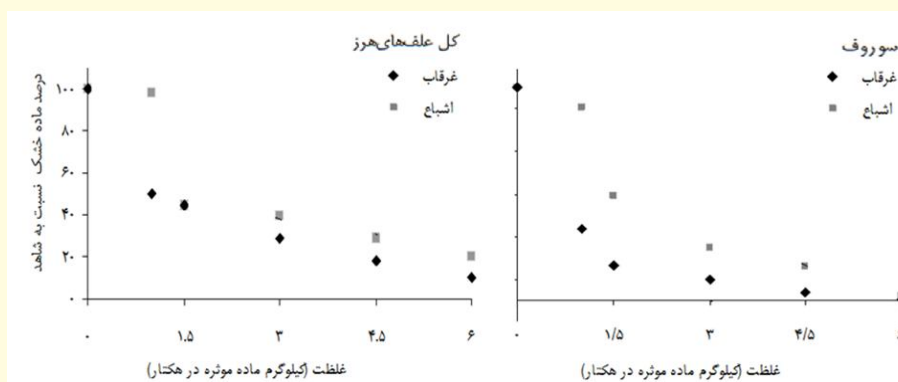 کل علف‌های‌هرز
غرقاب
اشباع
درصد ماده خشک نسبت به شاهد
۱۰۰
۸۰
۶۰
۴۰
۲۰
۰
۰ ۱.۵ ۳ ۴.۵ ۶
غلظت (کیلوگرم ماده موثره در هکتار)
سوروف
غرقاب
اشباع
۰ ۱/۵ ۳ ۴/۵
غلظت (کیلوگرم ماده موثره در هکتار)